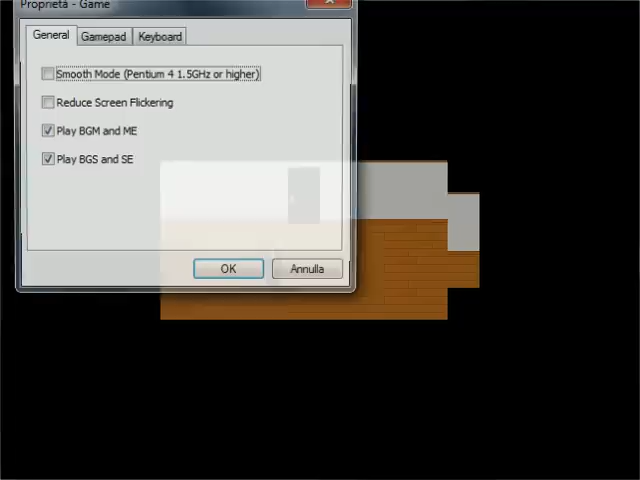 Proprietà - Game
General
Gamepad
Keyboard
Smooth Mode (Pentium 4 1.5GHz or higher)
Reduce Screen Flickering
Play BGM and ME
Play BGS and SE
OK
Annulla